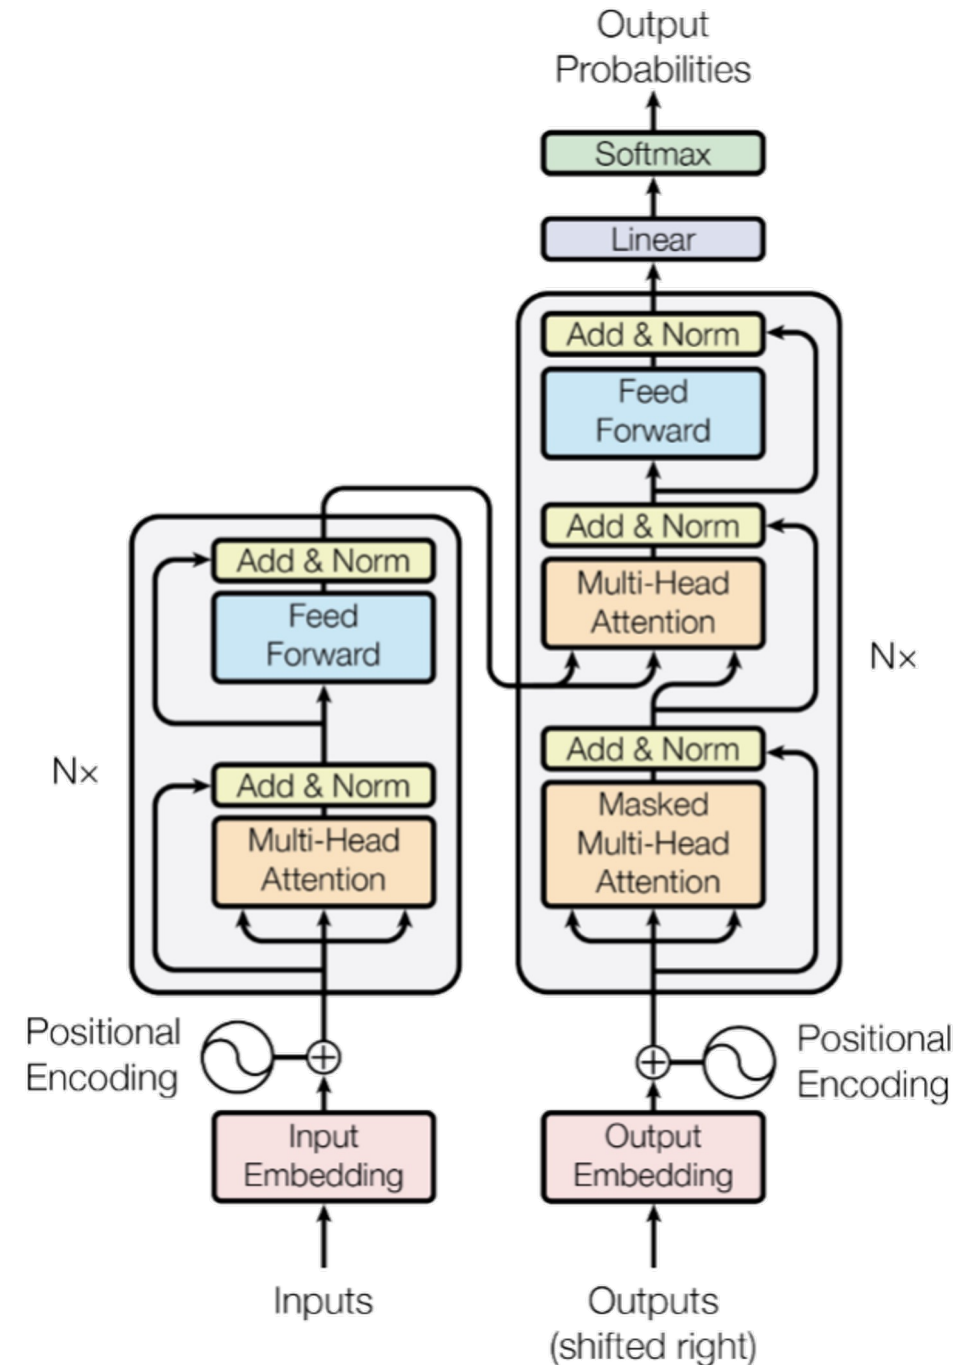 Output
Probabilities
Softmax
Linear
Add & Norm
Feed
Forward
Add & Norm
Multi-Head
Attention
Nx
Add & Norm
Masked
Multi-Head
Attention
Add & Norm
Feed
Forward
Nx
Add & Norm
Multi-Head
Attention
Positional
Encoding
Positional
Encoding
Input
Embedding
Output
Embedding
Inputs
Outputs
(shifted right)